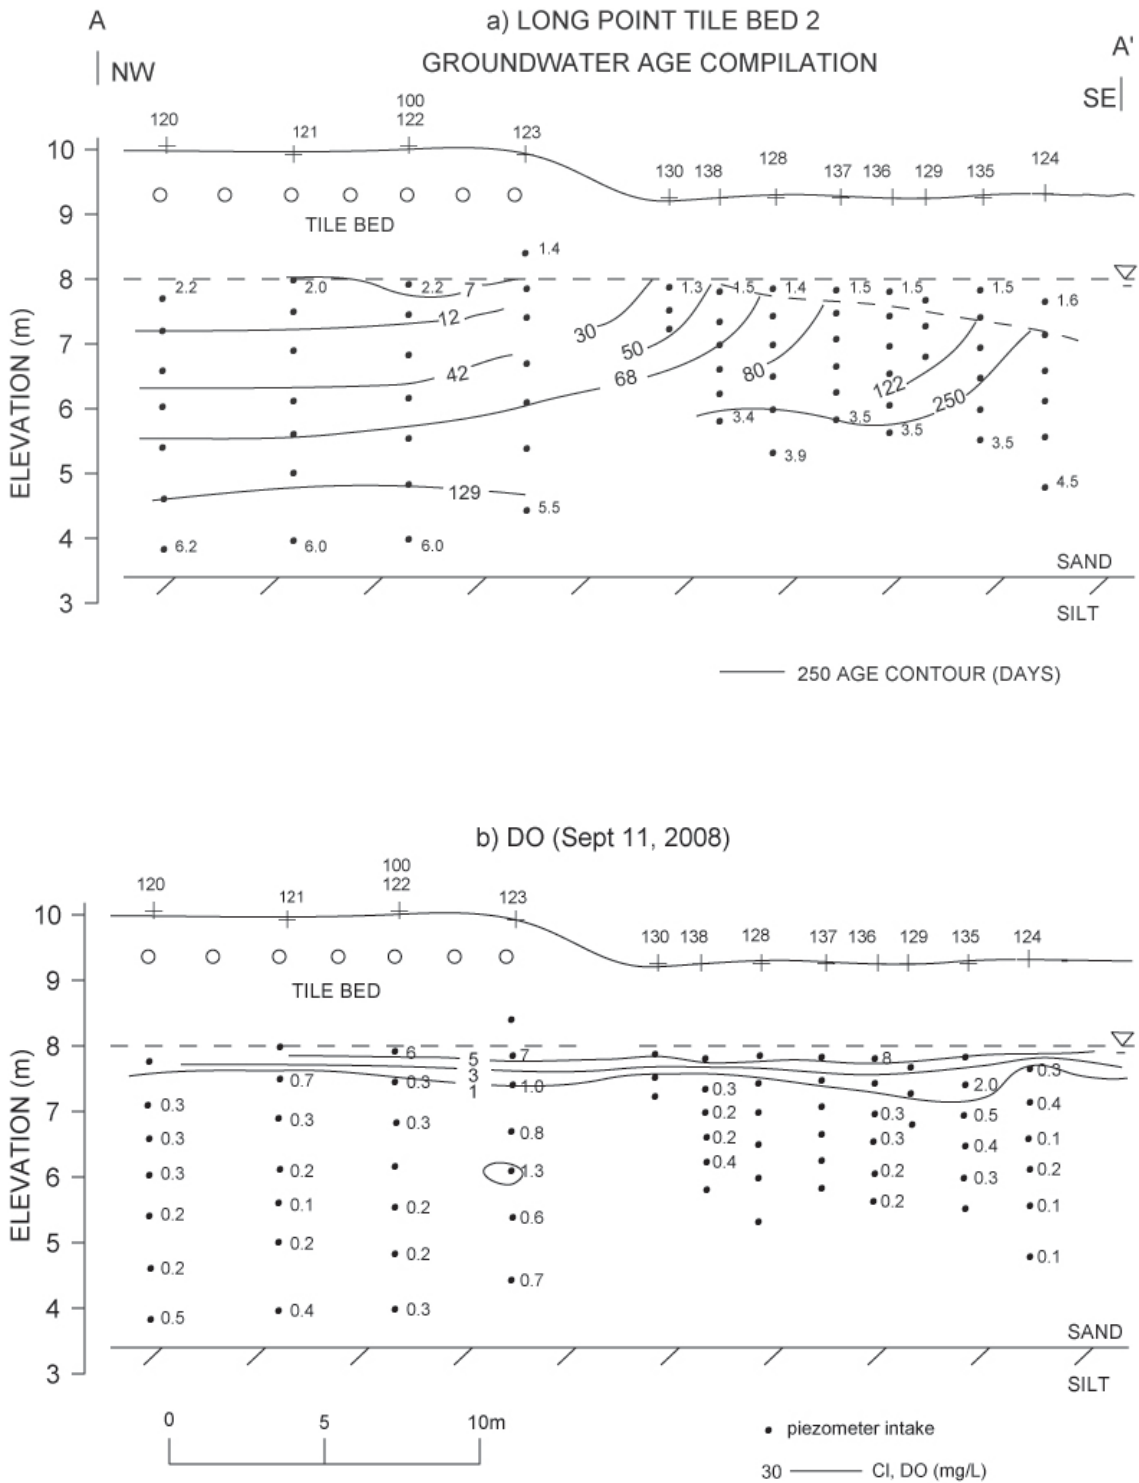 A
a) LONG POINT TILE BED 2
A'
NW
GROUNDWATER AGE COMPILATION
SE
100
120 121 122 123
130 138 128 137 136 129 135 124
10
9
TILE BED
1.4
8
2.2 2.0 2.2 7 1.3 1.5 1.4 1.5 1.5 1.5 1.6
12
30
7
50
42 68 80 122 250
6
3.4 3.5 3.5 3.5
3.9
5
129 5.5 4.5
4
6.2 6.0 6.0
SAND
3
SILT
ELEVATION (m)
250 AGE CONTOUR (DAYS)
b) DO (Sept 11, 2008)
100
120 121 122 123
130 138 128 137 136 129 135 124
10
9
TILE BED
8
6 5 7 8
3
0.3
0.7 0.3 1 1.0 0.3 2.0
7
0.3 0.3 0.3 0.2 0.3 0.5 0.4
0.3 0.8 0.2 0.3 0.4 0.1
6
0.3 0.2 1.3 0.4 0.2 0.3 0.2
0.2 0.1 0.2 0.6 0.2 0.1
5
0.2 0.2 0.2 0.7 0.1
4
0.5 0.4 0.3
SAND
3
SILT
ELEVATION (m)
0 5 10m
piezometer intake
30 Cl, DO (mg/L)